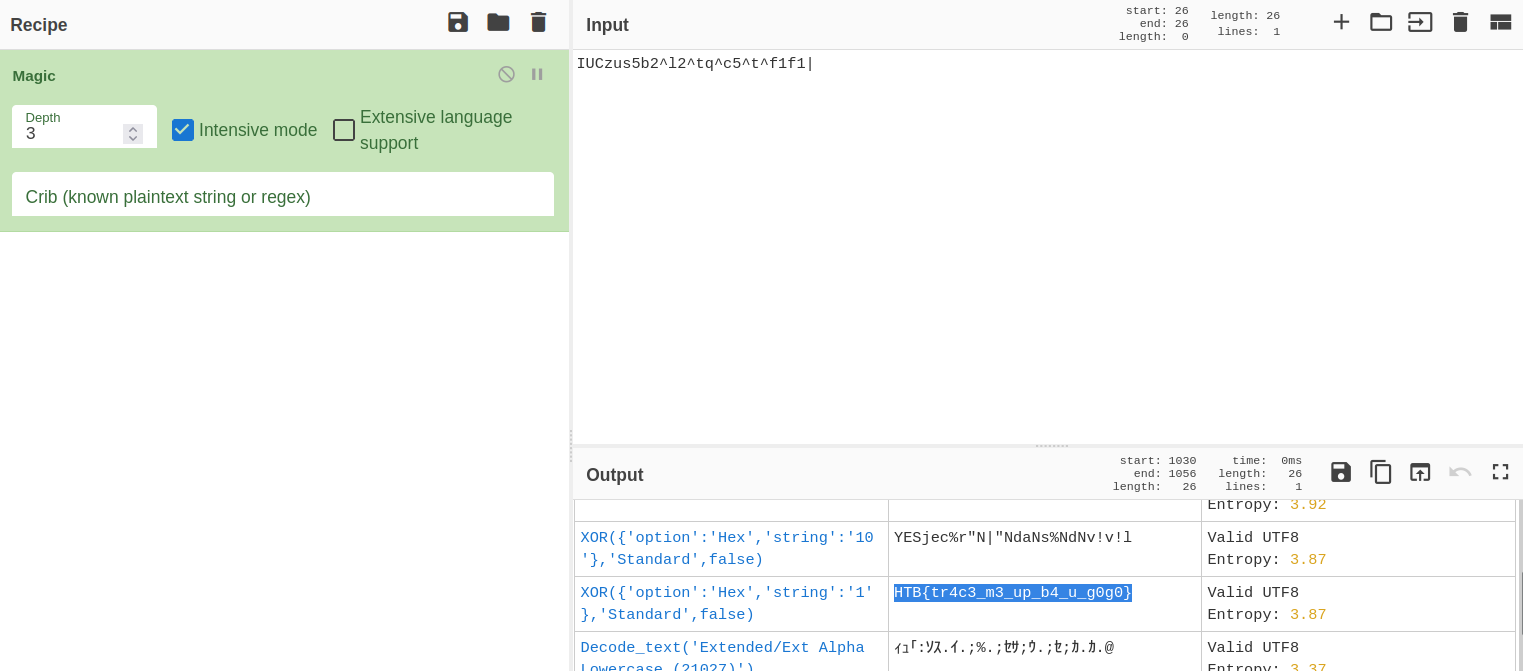 Recipe
Magic
Depth
3
Intensive mode
Extensive language
support
Crib (known plaintext string or regex)
Input
start: 26
end: 26
length: 0
length: 26
lines: 1
IUCzus5b2^l2^tq^c5^t^f1f1|
Output
start: 1030
end: 1056
length: 26
time: 0ms
length: 26
lines: 1
Entropy: 3.92
XOR({'option':'Hex','string':'10
'},'Standard',false)
YESjec%r"N|"NdaNs%NdNv!v!l
Valid UTF8
Entropy: 3.87
XOR({'option':'Hex','string':'1'
},'Standard',false)
HTB{tr4c3_m3_up_b4_u_g0g0}
Valid UTF8
Entropy: 3.87
Decode_text('Extended/Ext Alpha
Lowercase (21027)')
ｨｭ｢:ｿｽ.ｲ.;%.;ｾｻ;ｳ.;ｾ;ｶ.ｶ.@
Valid UTF8
Entropy: 3.37